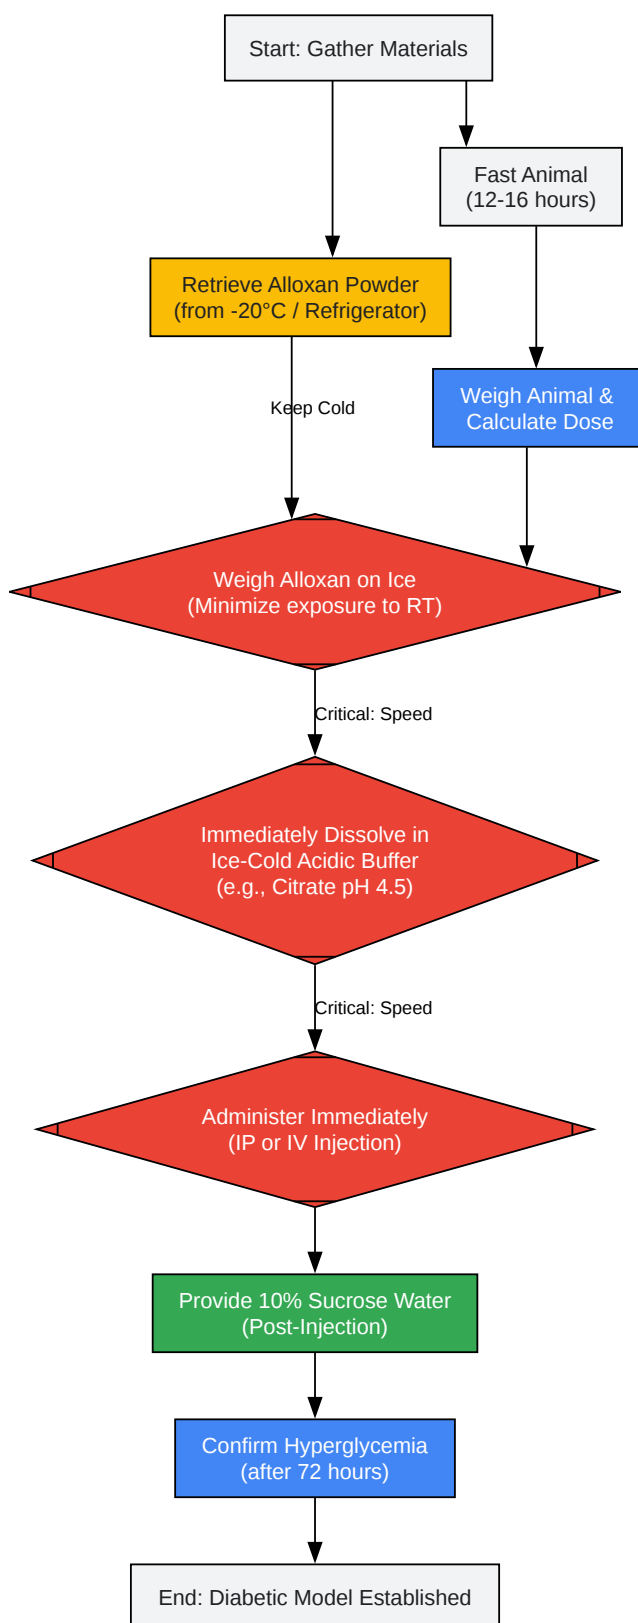 Start: Gather Materials
Fast Animal
(12-16 hours)
Retrieve Alloxan Powder
(from -20°C / Refrigerator)
Weigh Animal &
Calculate Dose
Keep Cold
Weigh Alloxan on Ice
(Minimize exposure to RT)
Critical: Speed
Immediately Dissolve in
Ice-Cold Acidic Buffer
(e.g., Citrate pH 4.5)
Critical: Speed
Administer Immediately
(IP or IV Injection)
Provide 10% Sucrose Water
(Post-Injection)
Confirm Hyperglycemia
(after 72 hours)
End: Diabetic Model Established